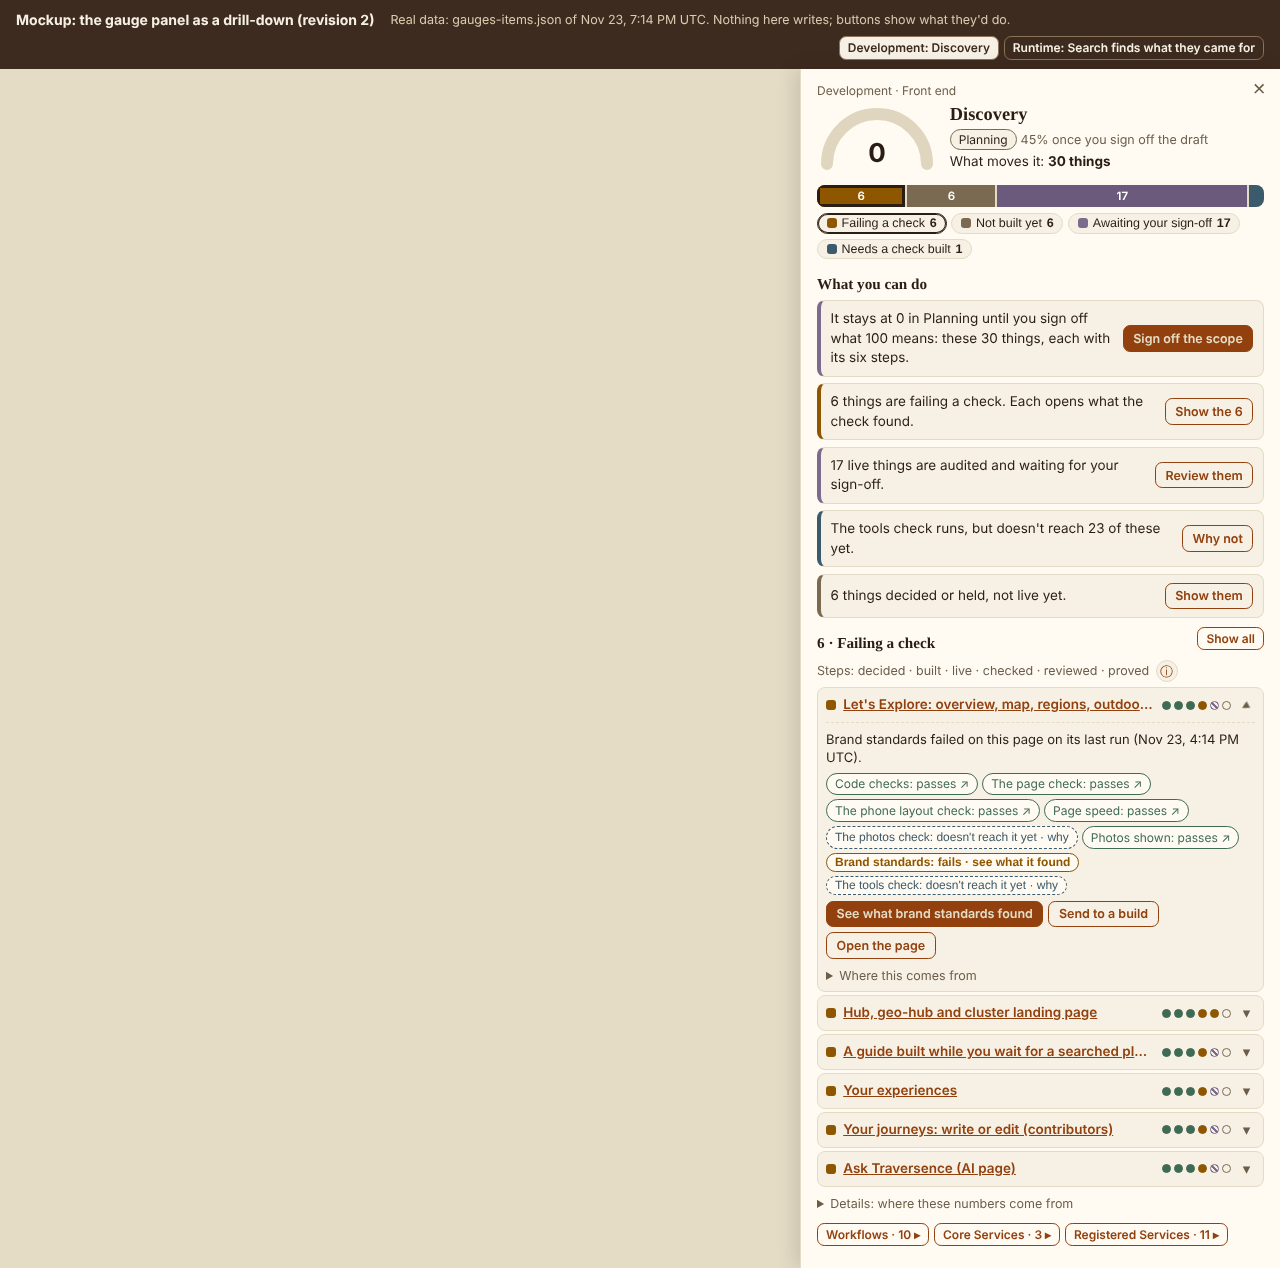 Mockup: the gauge panel as a drill-down (revision 2) Real data: gauges-items.json of Nov 23, 7:14 PM UTC. Nothing here writes; buttons show what they'd do.
Development: Discovery Runtime: Search finds what they came for
Development · Front end ✕
Discovery
0
Planning 45% once you sign off the draft
What moves it: 30 things
6 6 17
Failing a check 6 Not built yet 6 Awaiting your sign-off 17
Needs a check built 1
What you can do
It stays at 0 in Planning until you sign off
what 100 means: these 30 things, each with
its six steps.
Sign off the scope
6 things are failing a check. Each opens what the
check found.
Show the 6
17 live things are audited and waiting for your
sign-off.
Review them
The tools check runs, but doesn't reach 23 of these
yet.
Why not
6 things decided or held, not live yet. Show them
6 · Failing a check Show all
Steps: decided · built · live · checked · reviewed · proved ⓘ
Let's Explore: overview, map, regions, outdoo… ▲
Brand standards failed on this page on its last run (Nov 23, 4:14 PM
UTC).
Code checks: passes ↗ The page check: passes ↗
The phone layout check: passes ↗ Page speed: passes ↗
The photos check: doesn't reach it yet · why Photos shown: passes ↗
Brand standards: fails · see what it found
The tools check: doesn't reach it yet · why
See what brand standards found Send to a build
Open the page
▶ Where this comes from
Hub, geo-hub and cluster landing page ▼
A guide built while you wait for a searched pl… ▼
Your experiences ▼
Your journeys: write or edit (contributors) ▼
Ask Traversence (AI page) ▼
▶ Details: where these numbers come from
Workflows · 10 ▸ Core Services · 3 ▸ Registered Services · 11 ▸